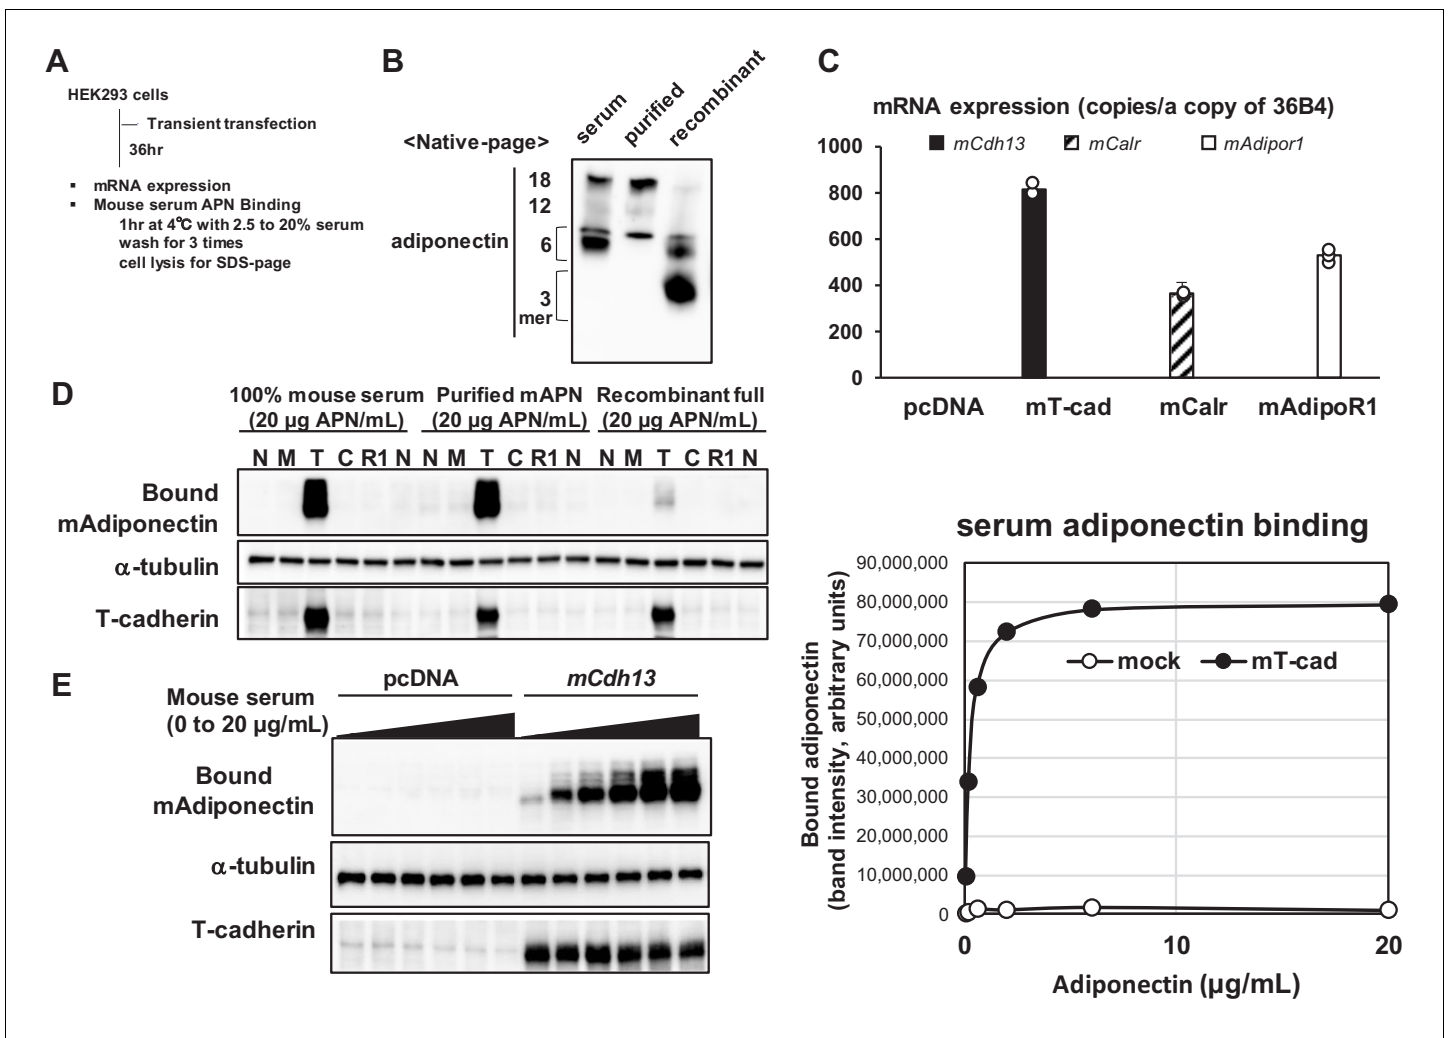 A
HEK293 cells
Transient transfection
36hr
▪ mRNA expression
▪ Mouse serum APN Binding
1hr at 4℃ with 2.5 to 20% serum
wash for 3 times
cell lysis for SDS-page
B
serum
purified
recombinant
<Native-page>
18
12
adiponectin
6
3
mer
C
mRNA expression (copies/a copy of 36B4)
mCdh13
mCalr
mAdipor1
1000
800
600
400
200
0
pcDNA
mT-cad
mCalr
mAdipoR1
D
100% mouse serum
(20 µg APN/mL)
Purified mAPN
(20 µg APN/mL)
Recombinant full
(20 µg APN/mL)
N M T C R1 N N M T C R1 N N M T C R1 N
Bound
mAdiponectin
α-tubulin
T-cadherin
E
pcDNA
mCdh13
Mouse serum
(0 to 20 µg/mL)
Bound
mAdiponectin
α-tubulin
T-cadherin
serum adiponectin binding
Bound adiponectin
(band intensity, arbitrary units)
90,000,000
80,000,000
70,000,000
60,000,000
50,000,000
40,000,000
30,000,000
20,000,000
10,000,000
0
mock
mT-cad
0
10
20
Adiponectin (µg/mL)